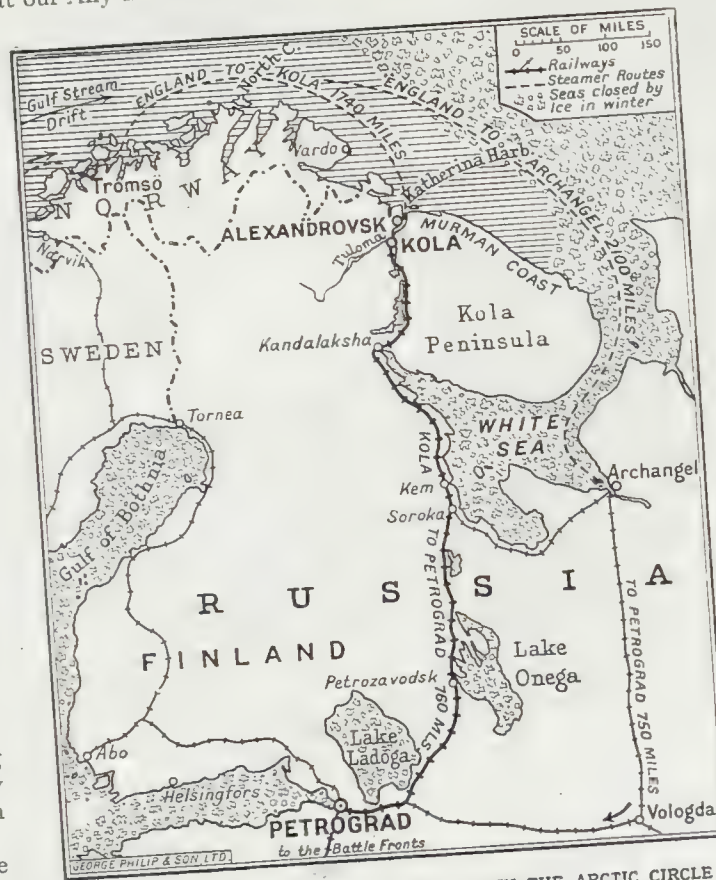 SCALE OF MILES
0 50 100 150
Railways
Steamer Routes
Seas closed by
Ice in winter
Gulf Stream
Drift
ENGLAND TO KOLA 1740 MILES
North C.
ENGLAND TO ARCHANGEL 2100 MILES
Vardo
Katherina Harb.
Tromsö
NORW
ALEXANDROVSK
KOLA
Tuloma
MURMAN COAST
Narvik
Kola
Peninsula
Kandalaksha
SWEDEN
Tornea
WHITE
SEA
Archangel
Gulf of Bothnia
Kem
Soroka
KOLA TO PETROGRAD 760 MLS
RUSSIA
FINLAND
Lake
Onega
Petrozavodsk
TO PETROGRAD 750 MILES
Lake
Ladoga
Abo
Helsingfors
PETROGRAD
to the Battle Fronts
Vologda
GEORGE PHILIP & SON LTD.
THE ARCTIC CIRCLE